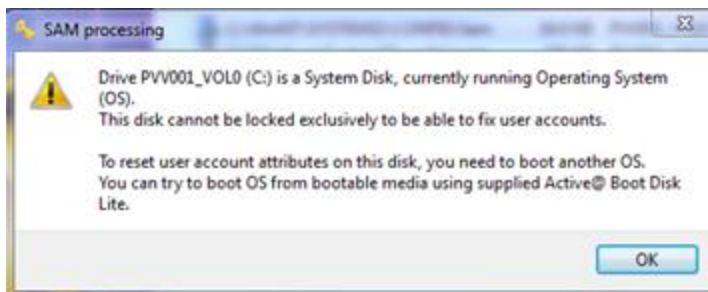 SAM processing
Drive PVV001_VOL0 (C:) is a System Disk, currently running Operating System
(OS).
This disk cannot be locked exclusively to be able to fix user accounts.
To reset user account attributes on this disk, you need to boot another OS.
You can try to boot OS from bootable media using supplied Active@ Boot Disk
Lite.
OK